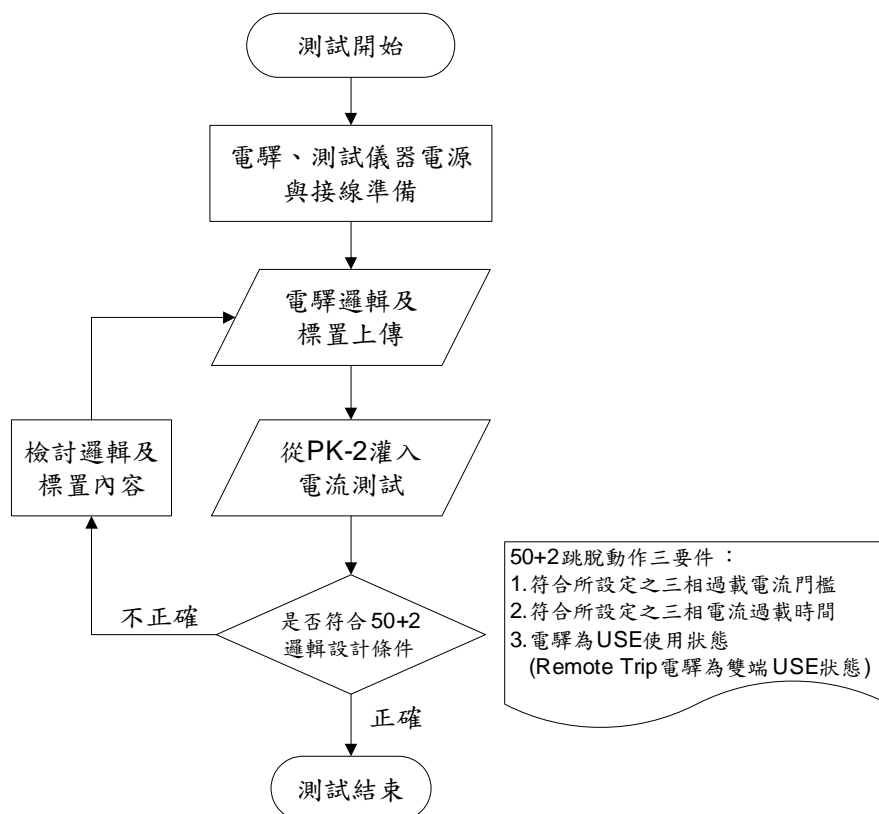 測試開始
電驛、測試儀器電源
與接線準備
電驛邏輯及
標置上傳
檢討邏輯及
標置內容
從PK-2灌入
電流測試
50+2跳脫動作三要件：
1.符合所設定之三相過載電流門檻
2.符合所設定之三相電流過載時間
3.電驛為USE使用狀態
(Remote Trip電驛為雙端USE狀態)
不正確
是否符合50+2
邏輯設計條件
正確
測試結束